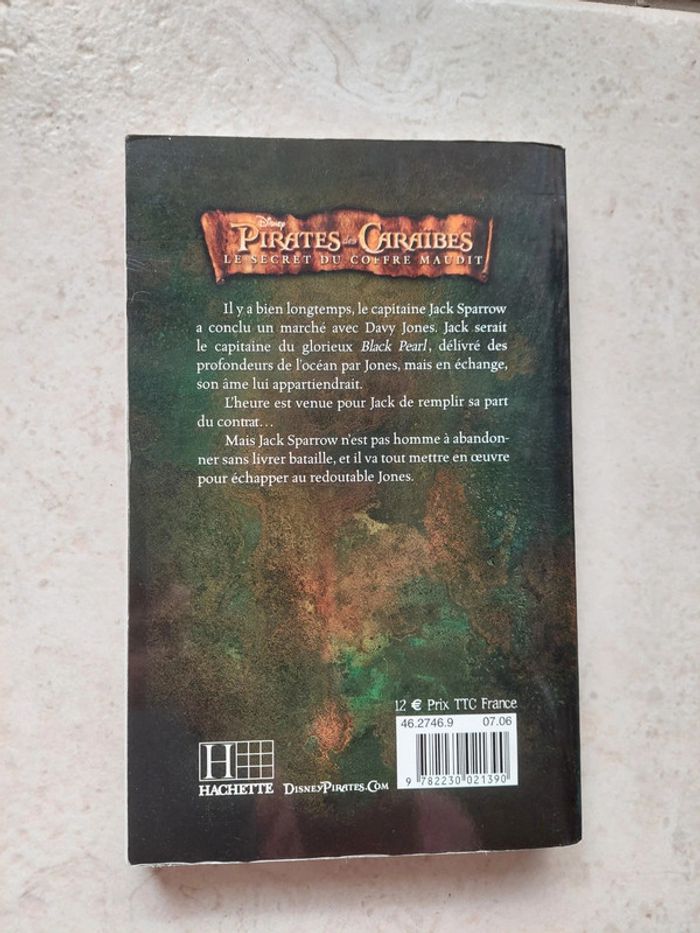 Disney
PIRATES des CARAÏBES
LE SECRET DU COFFRE MAUDIT
Il y a bien longtemps, le capitaine Jack Sparrow
a conclu un marché avec Davy Jones. Jack serait
le capitaine du glorieux Black Pearl, délivré des
profondeurs de l'océan par Jones, mais en échange,
son âme lui appartiendrait.
L'heure est venue pour Jack de remplir sa part
du contrat...
Mais Jack Sparrow n'est pas homme à abandon-
ner sans livrer bataille, et il va tout mettre en œuvre
pour échapper au redoutable Jones.
12 € Prix TTC France
46.2746.9 07.06
9 782230 021390
H
HACHETTE
DISNEYPIRATES.COM